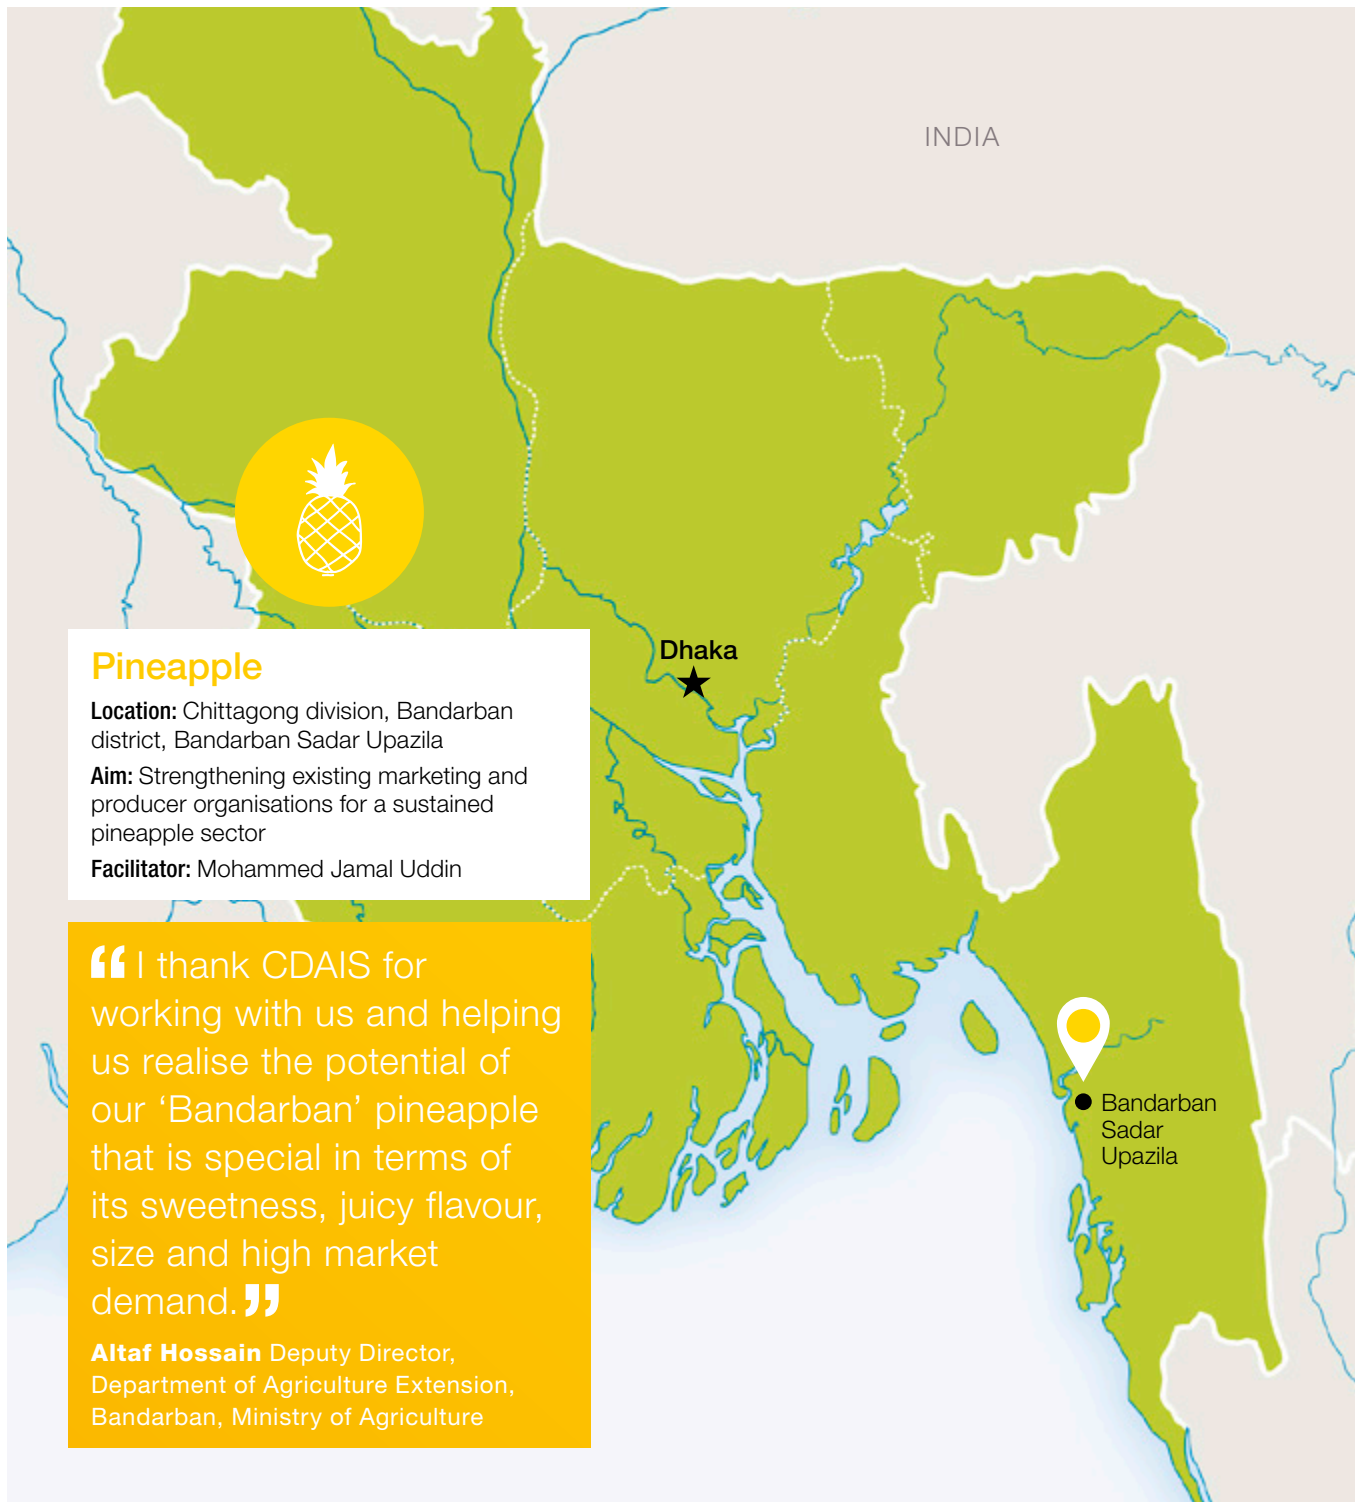 INDIA
Dhaka
Pineapple
Location: Chittagong division, Bandarban
district, Bandarban Sadar Upazila
Aim: Strengthening existing marketing and
producer organisations for a sustained
pineapple sector
Facilitator: Mohammed Jamal Uddin
“I thank CDAIS for
working with us and helping
us realise the potential of
our ‘Bandarban’ pineapple
that is special in terms of
its sweetness, juicy flavour,
size and high market
demand.”
Altaf Hossain Deputy Director,
Department of Agriculture Extension,
Bandarban, Ministry of Agriculture
Bandarban
Sadar
Upazila